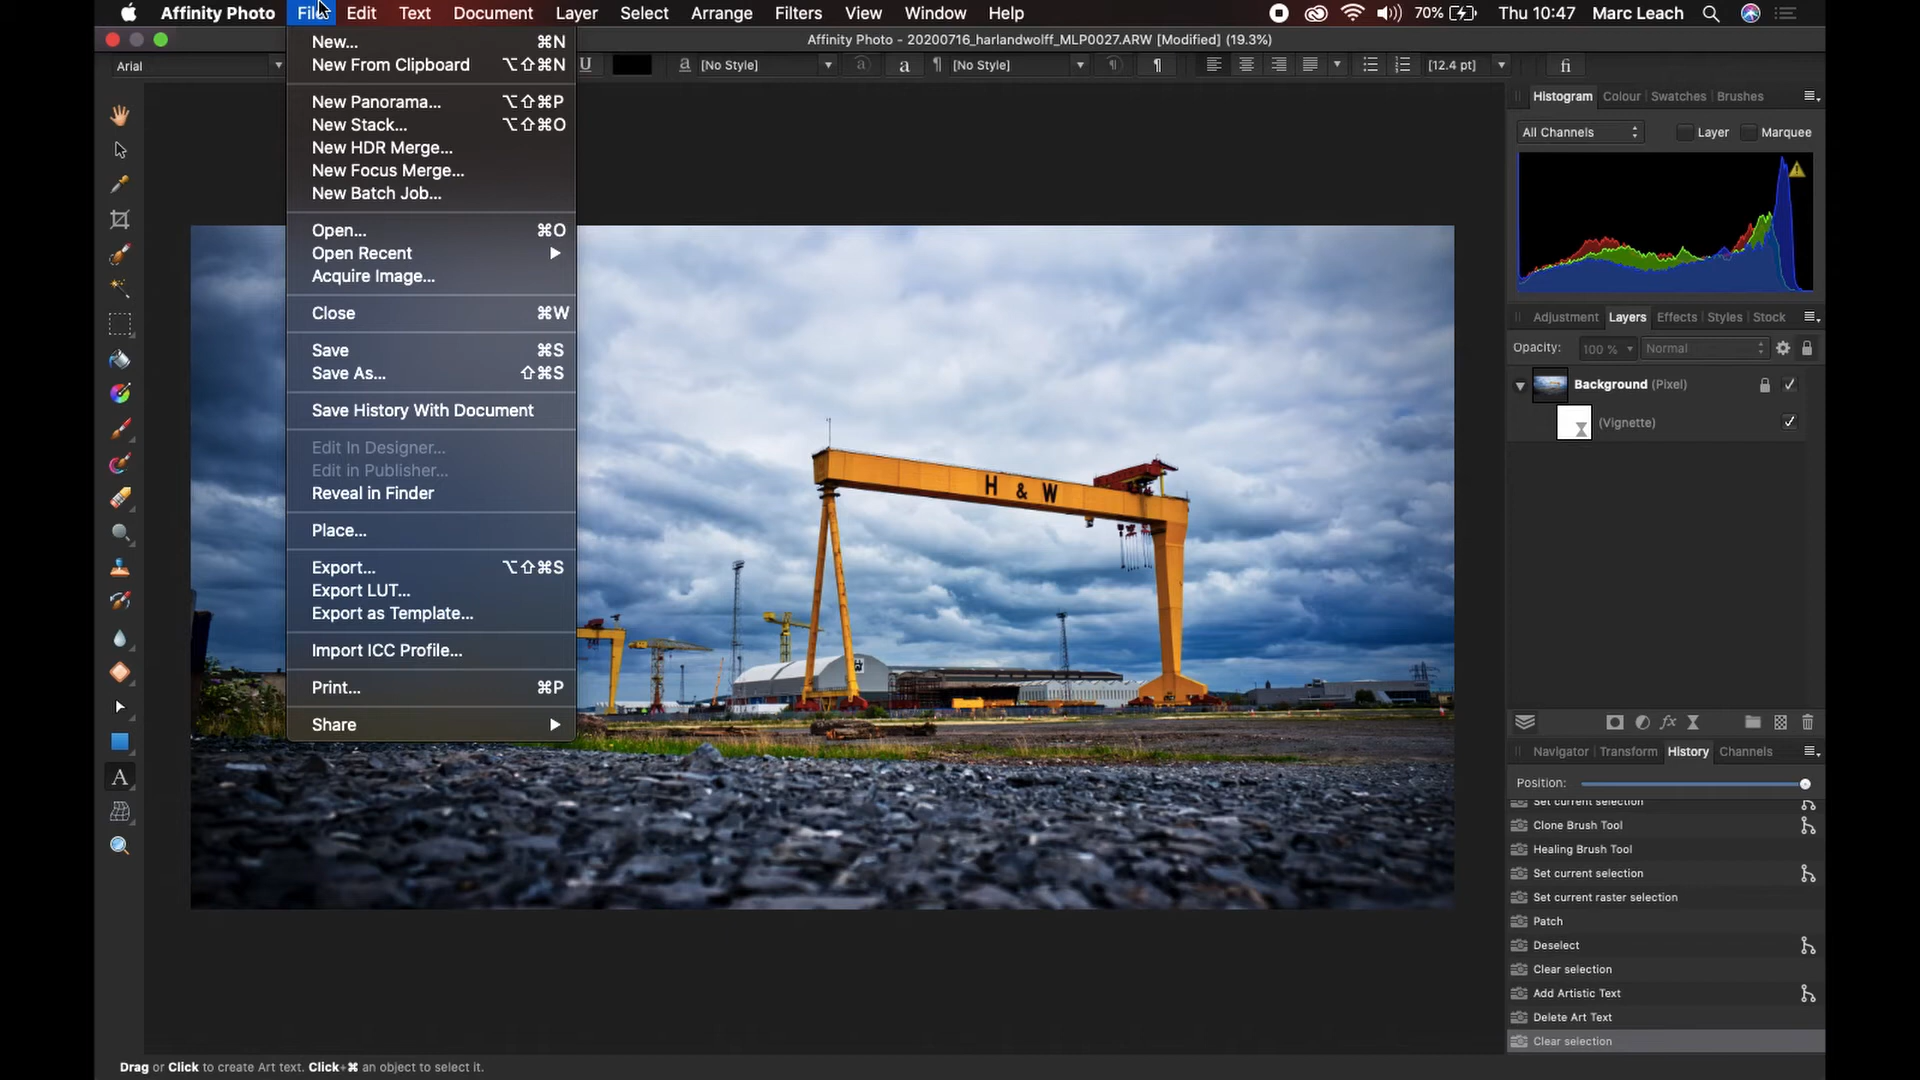 Affinity Photo File Edit Text Document Layer Select Arrange Filters View Window Help 70% Thu 10:47 Marc Leach
Affinity Photo - 20200716_harlandwolff_MLP0027.ARW [Modified] (19.3%)
Arial U a [No Style] a a ¶ [No Style] ¶ ¶ [12.4 pt] fi
New... ⌘N
New From Clipboard ⌥⇧⌘N
New Panorama... ⌥⇧⌘P
New Stack... ⌥⇧⌘O
New HDR Merge...
New Focus Merge...
New Batch Job...
Open... ⌘O
Open Recent
Acquire Image...
Close ⌘W
Save ⌘S
Save As... ⇧⌘S
Save History With Document
Edit In Designer...
Edit in Publisher...
Reveal in Finder
Place...
Export... ⌥⇧⌘S
Export LUT...
Export as Template...
Import ICC Profile...
Print... ⌘P
Share
H & W
A
Histogram Colour Swatches Brushes
All Channels Layer Marquee
Adjustment Layers Effects Styles Stock
Opacity: 100 % Normal
Background (Pixel)
(Vignette)
fx
Navigator Transform History Channels
Position:
Set current selection
Clone Brush Tool
Healing Brush Tool
Set current selection
Set current raster selection
Patch
Deselect
Clear selection
Add Artistic Text
Delete Art Text
Clear selection
Drag or Click to create Art text. Click+⌘ an object to select it.